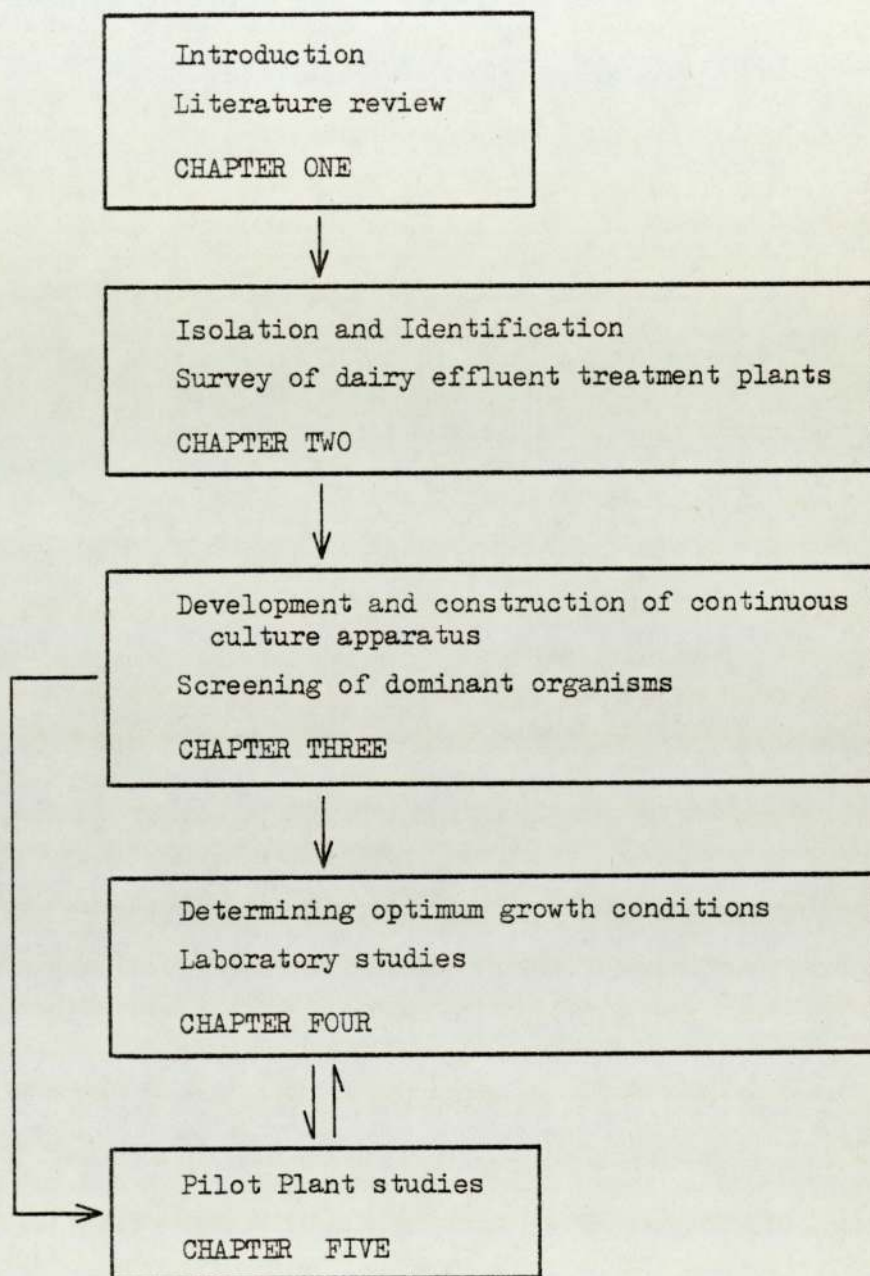 Introduction
Literature review
CHAPTER ONE
Isolation and Identification
Survey of dairy effluent treatment plants
CHAPTER TWO
Development and construction of continuous
culture apparatus
Screening of dominant organisms
CHAPTER THREE
Determining optimum growth conditions
Laboratory studies
CHAPTER FOUR
Pilot Plant studies
CHAPTER FIVE